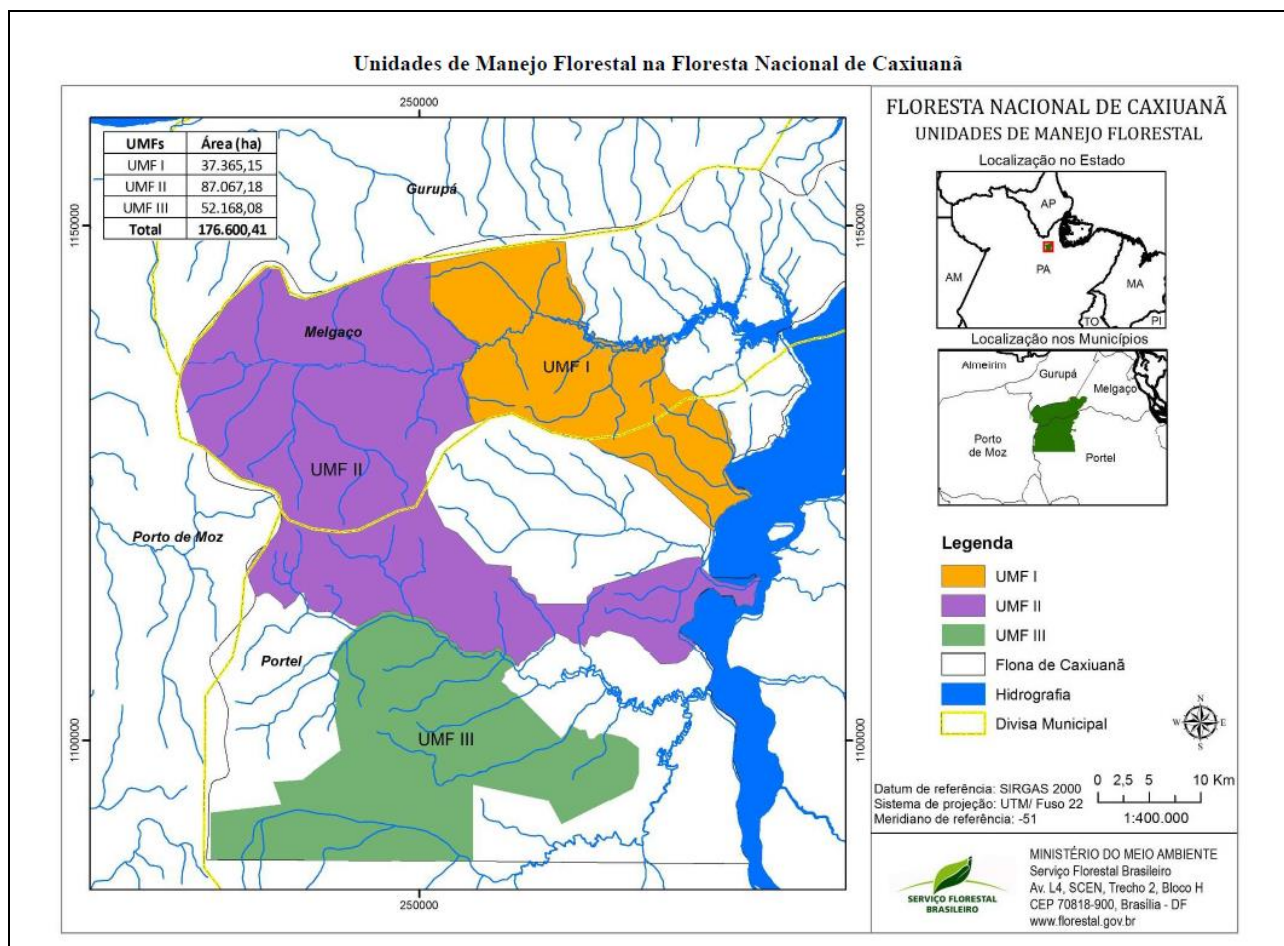 Unidades de Manejo Florestal na Floresta Nacional de Caxiuanã
250000
UMFs Área (ha)
UMF I 37.365,15
UMF II 87.067,18
UMF III 52.168,08
Total 176.600,41
Gurupá
1150000
1150000
Melgaço
UMF I
UMF II
Porto de Moz
Portel
UMF III
1100000
1100000
250000
FLORESTA NACIONAL DE CAXIUANÃ
UNIDADES DE MANEJO FLORESTAL
Localização no Estado
AP
AM
PA
MA
TO
PI
Localização nos Municípios
Almeirim
Gurupá
Melgaço
Porto
de Moz
Portel
Legenda
UMF I
UMF II
UMF III
Flona de Caxiuanã
Hidrografia
Divisa Municipal
N
W E
S
Datum de referência: SIRGAS 2000
Sistema de projeção: UTM/ Fuso 22
Meridiano de referência: -51
0 2,5 5 10 Km
1:400.000
SERVIÇO FLORESTAL
BRASILEIRO
MINISTÉRIO DO MEIO AMBIENTE
Serviço Florestal Brasileiro
Av. L4, SCEN, Trecho 2, Bloco H
CEP 70818-900, Brasília - DF
www.florestal.gov.br